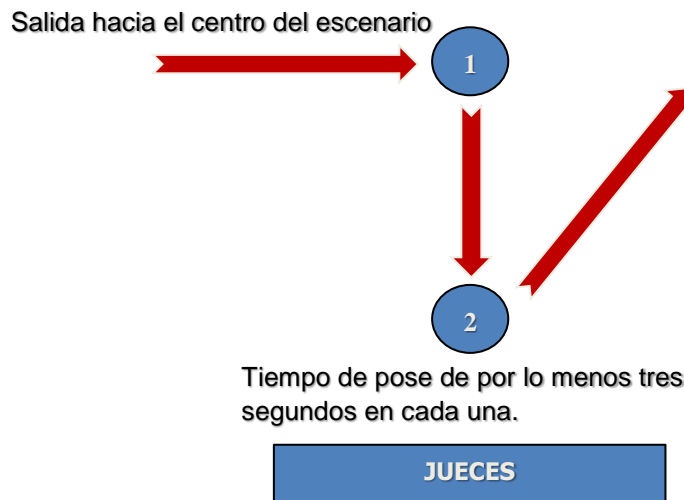 Salida hacia el centro del escenario
1
2
Tiempo de pose de por lo menos tres
segundos en cada una.
JUECES